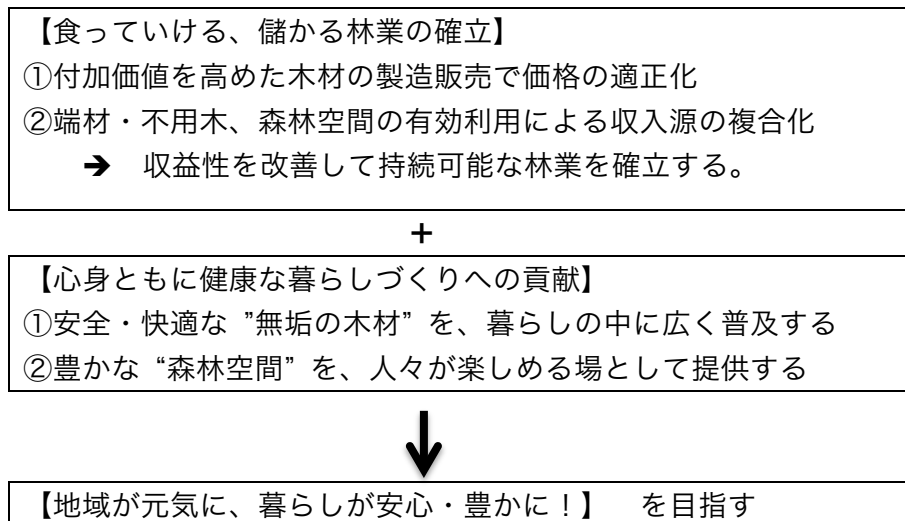 【食っていける、儲かる林業の確立】
①付加価値を高めた木材の製造販売で価格の適正化
②端材・不用木、森林空間の有効利用による収入源の複合化
➔ 収益性を改善して持続可能な林業を確立する。
+
【心身ともに健康な暮らしづくりへの貢献】
①安全・快適な ”無垢の木材” を、暮らしの中に広く普及する
②豊かな “森林空間” を、人々が楽しめる場として提供する
【地域が元気に、暮らしが安心・豊かに！】 を目指す